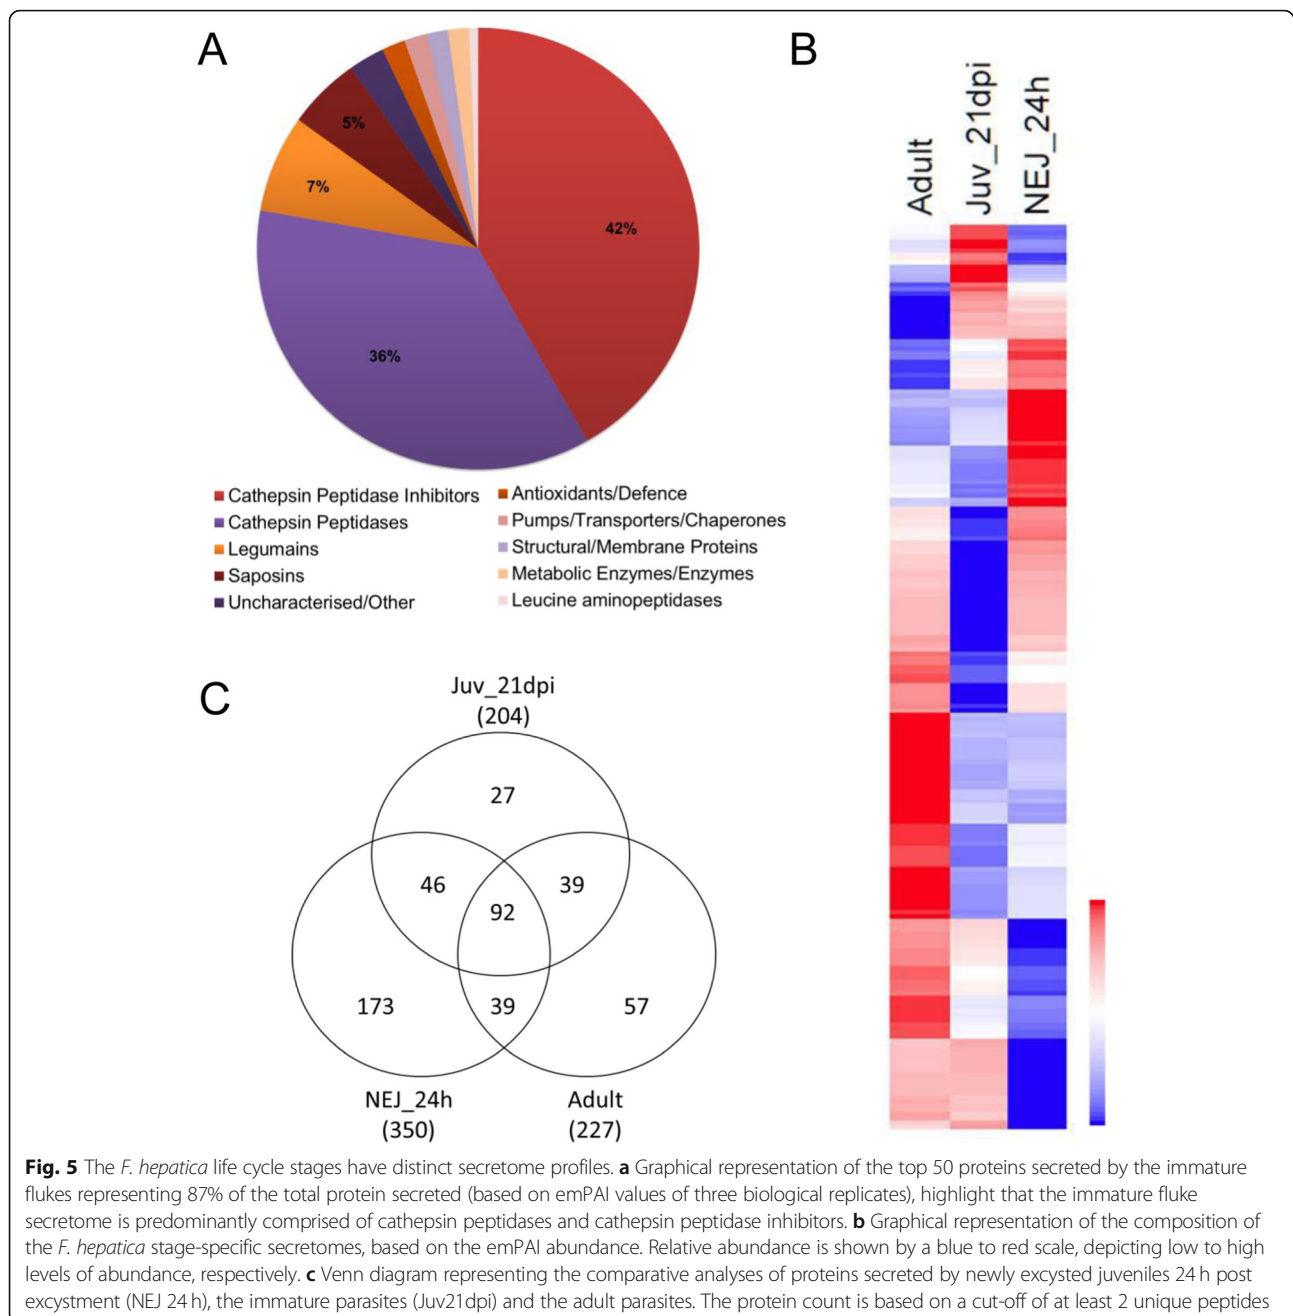 A
5%
7%
42%
36%
Cathepsin Peptidase Inhibitors
Cathepsin Peptidases
Legumains
Saposins
Uncharacterised/Other
Antioxidants/Defence
Pumps/Transporters/Chaperones
Structural/Membrane Proteins
Metabolic Enzymes/Enzymes
Leucine aminopeptidases
B
Adult
Juv_21dpi
NEJ_24h
C
Juv_21dpi
(204)
27
46
39
92
173
39
57
NEJ_24h
(350)
Adult
(227)
Fig. 5 The F. hepatica life cycle stages have distinct secretome profiles. a Graphical representation of the top 50 proteins secreted by the immature
flukes representing 87% of the total protein secreted (based on emPAI values of three biological replicates), highlight that the immature fluke
secretome is predominantly comprised of cathepsin peptidases and cathepsin peptidase inhibitors. b Graphical representation of the composition of
the F. hepatica stage-specific secretomes, based on the emPAI abundance. Relative abundance is shown by a blue to red scale, depicting low to high
levels of abundance, respectively. c Venn diagram representing the comparative analyses of proteins secreted by newly excysted juveniles 24 h post
excystment (NEJ 24 h), the immature parasites (Juv21dpi) and the adult parasites. The protein count is based on a cut-off of at least 2 unique peptides